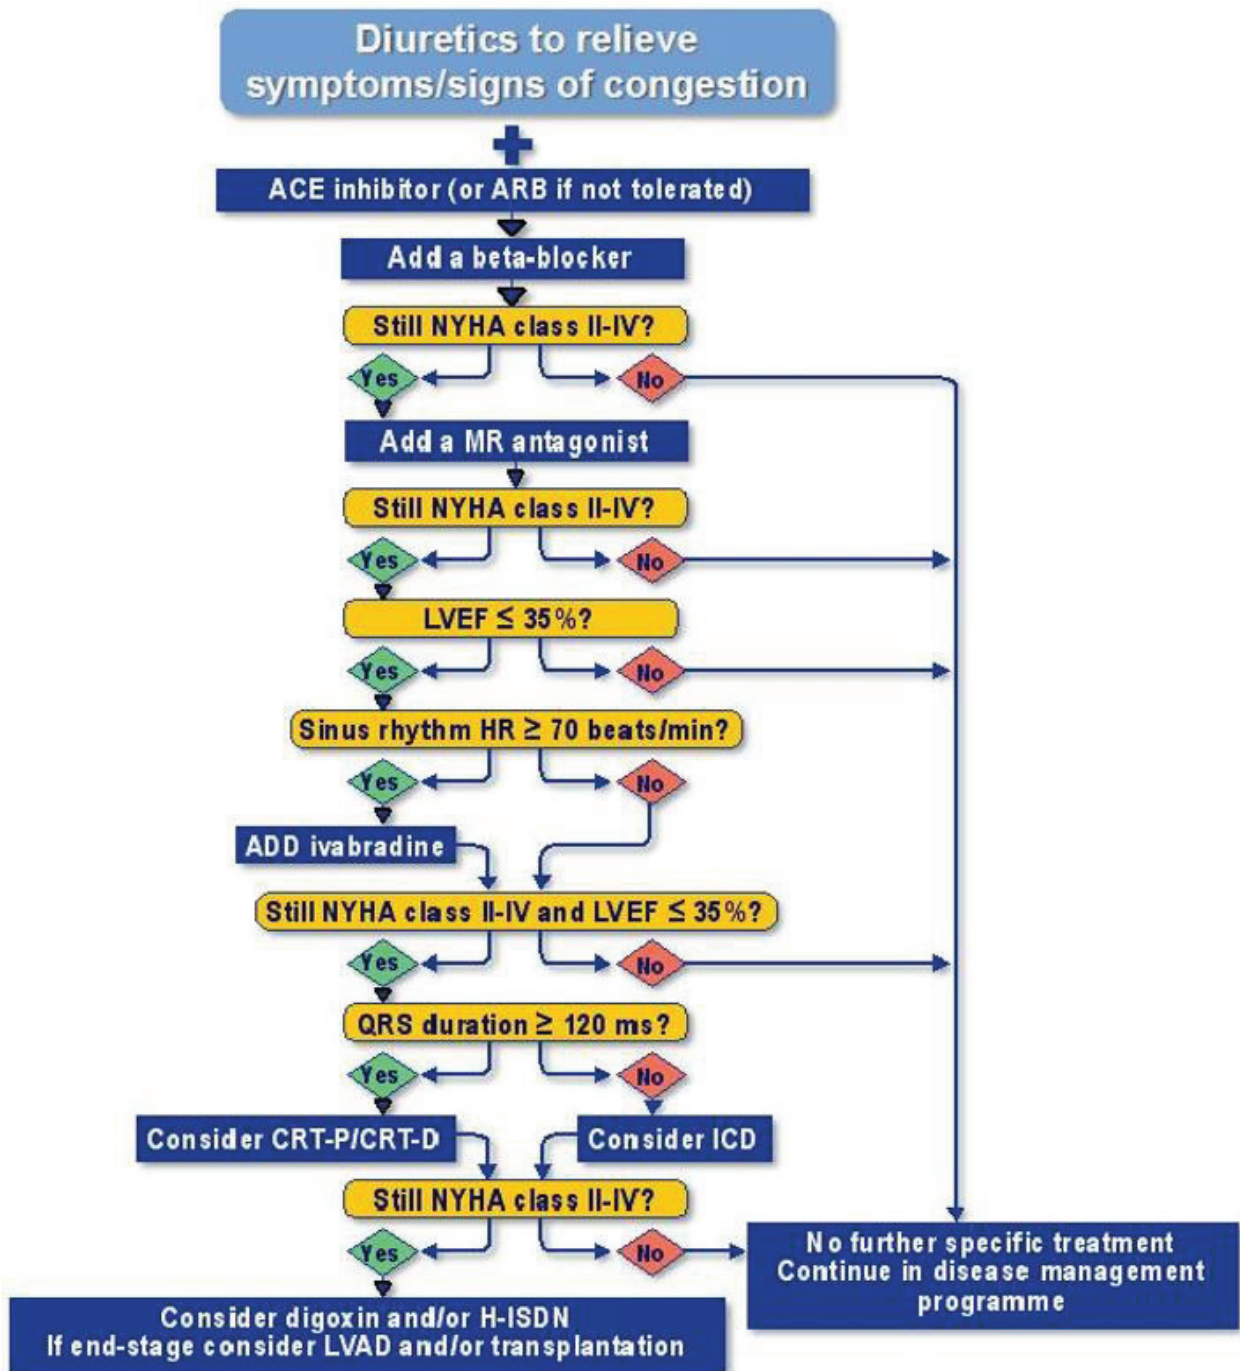 Diuretics to relieve
symptoms/signs of congestion
ACE inhibitor (or ARB if not tolerated)
Add a beta-blocker
Still NYHA class II-IV?
Yes
No
Add a MR antagonist
Still NYHA class II-IV?
Yes
No
LVEF ≤ 35%?
Yes
No
Sinus rhythm HR ≥ 70 beats/min?
Yes
No
ADD ivabradine
Still NYHA class II-IV and LVEF ≤ 35%?
Yes
No
QRS duration ≥ 120 ms?
Yes
No
Consider CRT-P/CRT-D
Consider ICD
Still NYHA class II-IV?
Yes
No
No further specific treatment
Continue in disease management
programme
Consider digoxin and/or H-ISDN
If end-stage consider LVAD and/or transplantation